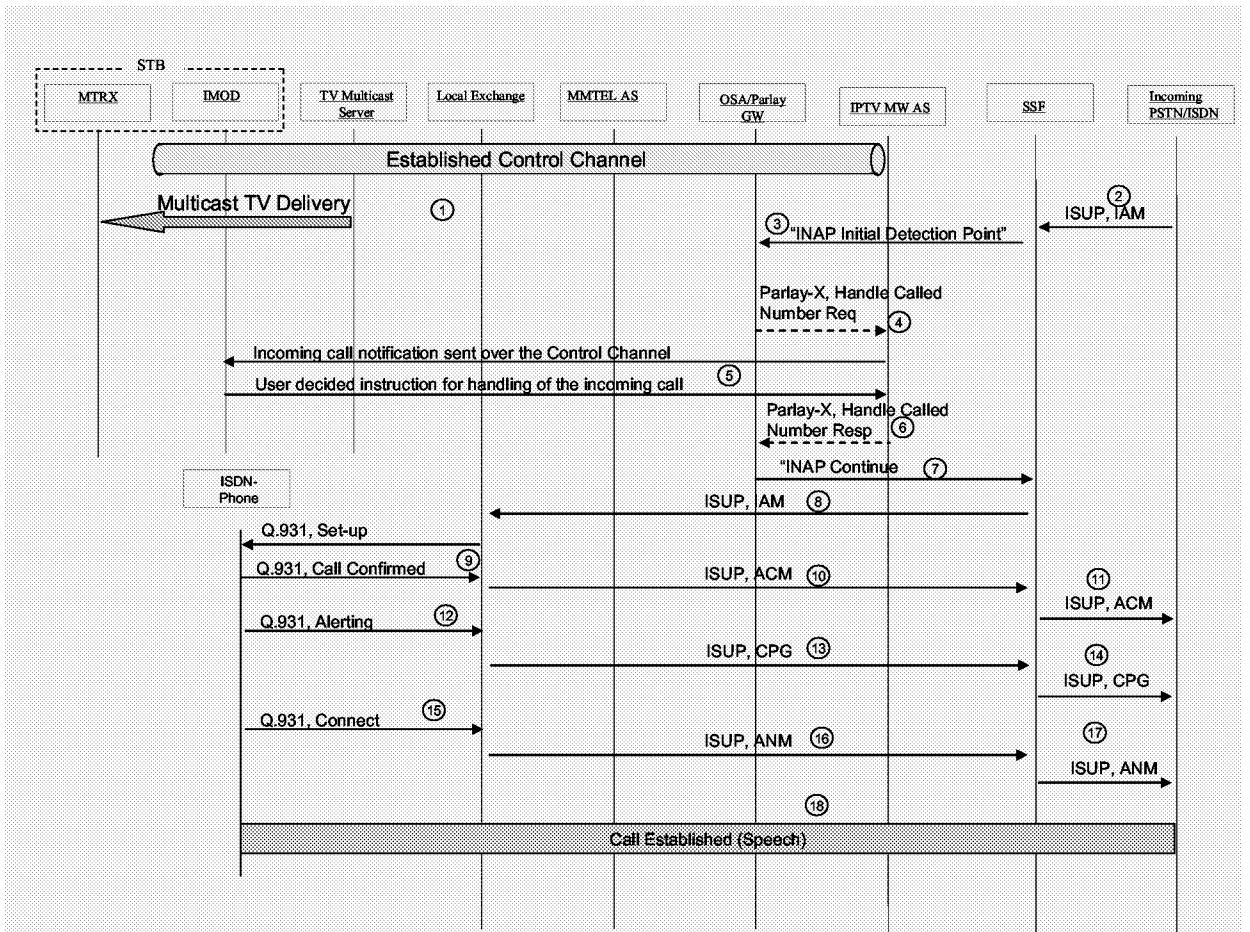 STB
MTRX
IMOD
TV Multicast
Server
Local Exchange
MMTEL AS
OSA/Parlay
GW
IPTV MW AS
SSF
Incoming
PSTN/ISDN
Established Control Channel
Multicast TV Delivery
1
2
ISUP, IAM
3
"INAP Initial Detection Point"
Parlay-X, Handle Called
Number Req
4
Incoming call notification sent over the Control Channel
User decided instruction for handling of the incoming call
5
Parlay-X, Handle Called
Number Resp
6
"INAP Continue
7
ISDN-
Phone
ISUP, IAM
8
Q.931, Set-up
9
Q.931, Call Confirmed
ISUP, ACM
10
11
ISUP, ACM
Q.931, Alerting
12
ISUP, CPG
13
14
ISUP, CPG
Q.931, Connect
15
ISUP, ANM
16
17
ISUP, ANM
18
Call Established (Speech)